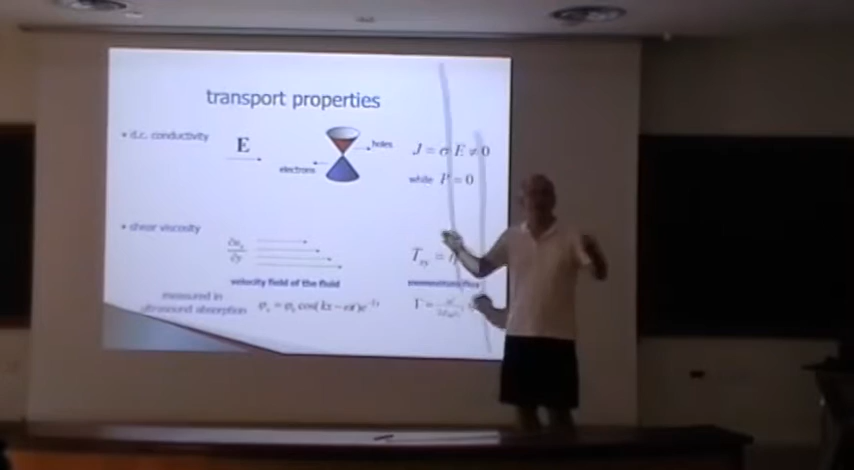 transport properties
• d.c. conductivity
E
holes
electrons
J = σ E ≠ 0
while P = 0
• shear viscosity
∂uₓ
∂y
velocity field of the fluid
measured in
ultrasound absorption